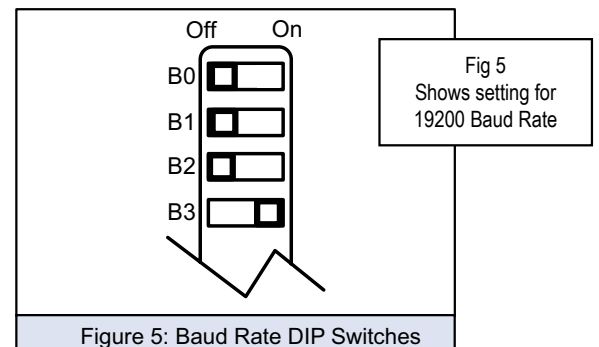 Off On
B0
B1
B2
B3
Fig 5
Shows setting for
19200 Baud Rate
Figure 5: Baud Rate DIP Switches